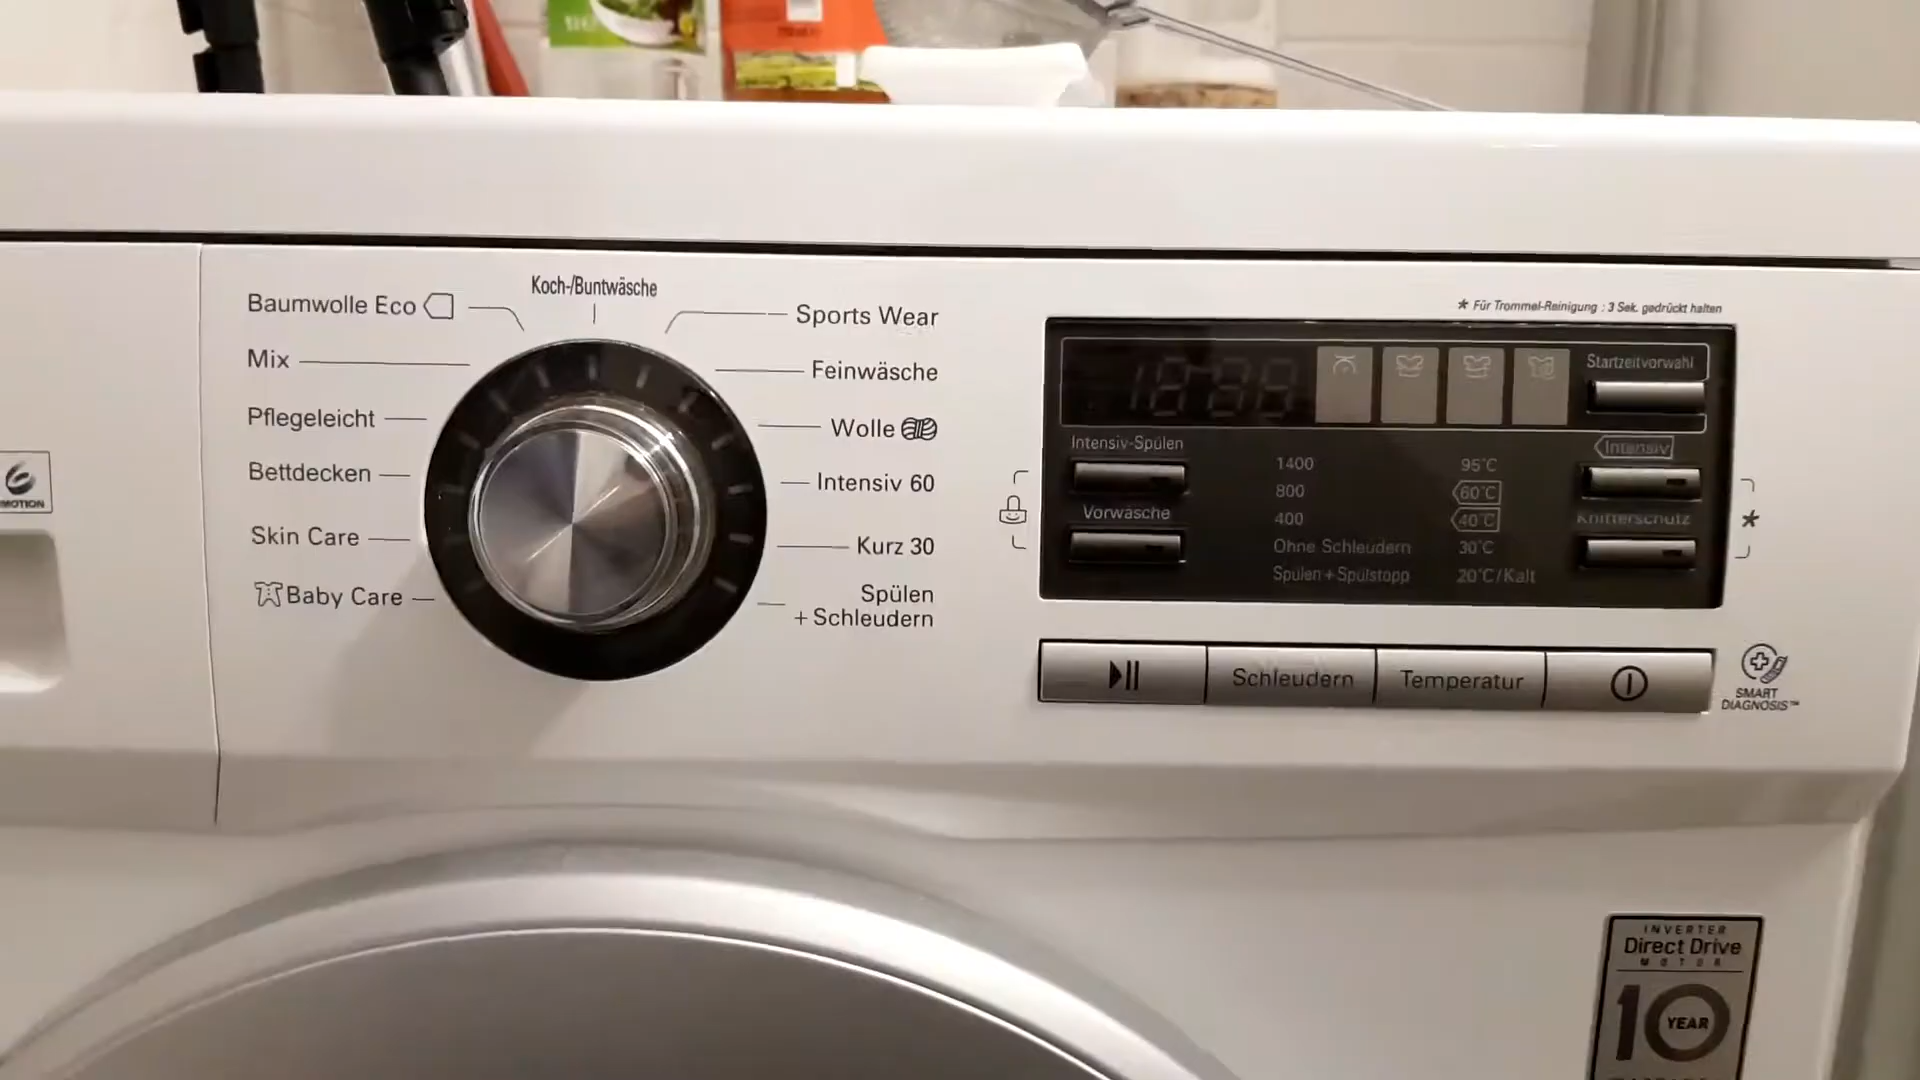 Koch-/Buntwäsche
Baumwolle Eco
Mix
Pflegeleicht
Bettdecken
Skin Care
Baby Care
Sports Wear
Feinwäsche
Wolle
Intensiv 60
Kurz 30
Spülen
+ Schleudern
MOTION
* Für Trommel-Reinigung : 3 Sek. gedrückt halten
18:88
Startzeitvorwahl
Intensiv-Spülen
Vorwäsche
1400
800
400
Ohne Schleudern
Spülen + Spülstopp
95°C
60°C
40°C
30°C
20°C/Kalt
Intensiv
Knitterschutz
*
Schleudern
Temperatur
SMART
DIAGNOSIS™
INVERTER
Direct Drive
MOTOR
10 YEAR